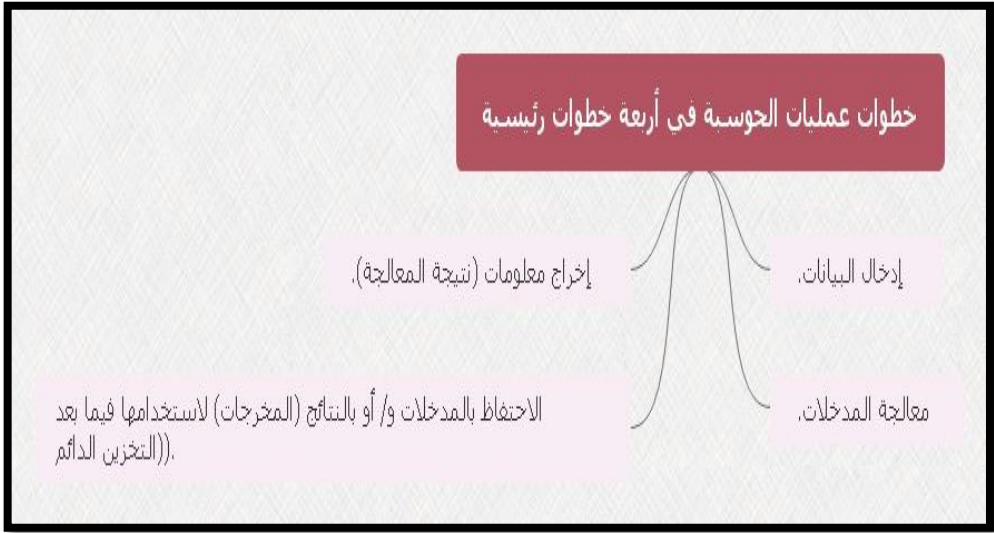 خطوات عمليات الحوسبة في أربعة خطوات رئيسية
إدخال البيانات.
معالجة المدخلات.
إخراج معلومات (نتيجة المعالجة).
الاحتفاظ بالمدخلات و/ أو بالنتائج (المخرجات) لاستخدامها فيما بعد
((التخزين الدائم.